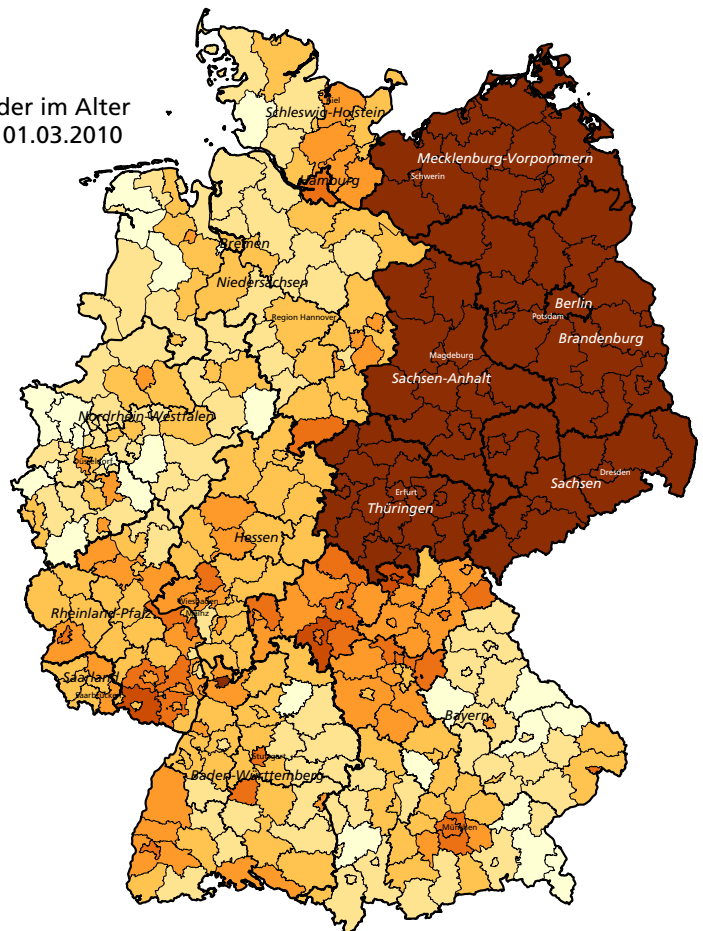 der im Alter
01.03.2010
Kiel
Schleswig-Holstein
Mecklenburg-Vorpommern
Schwerin
Hamburg
Bremen
Niedersachsen
Berlin
Potsdam
Region Hannover
Brandenburg
Magdeburg
Sachsen-Anhalt
Nordrhein-Westfalen
Düsseldorf
Dresden
Sachsen
Erfurt
Thüringen
Hessen
Wiesbaden
Mainz
Rheinland-Pfalz
Saarland
Saarbrücken
Bayern
Stuttgart
Baden-Württemberg
München